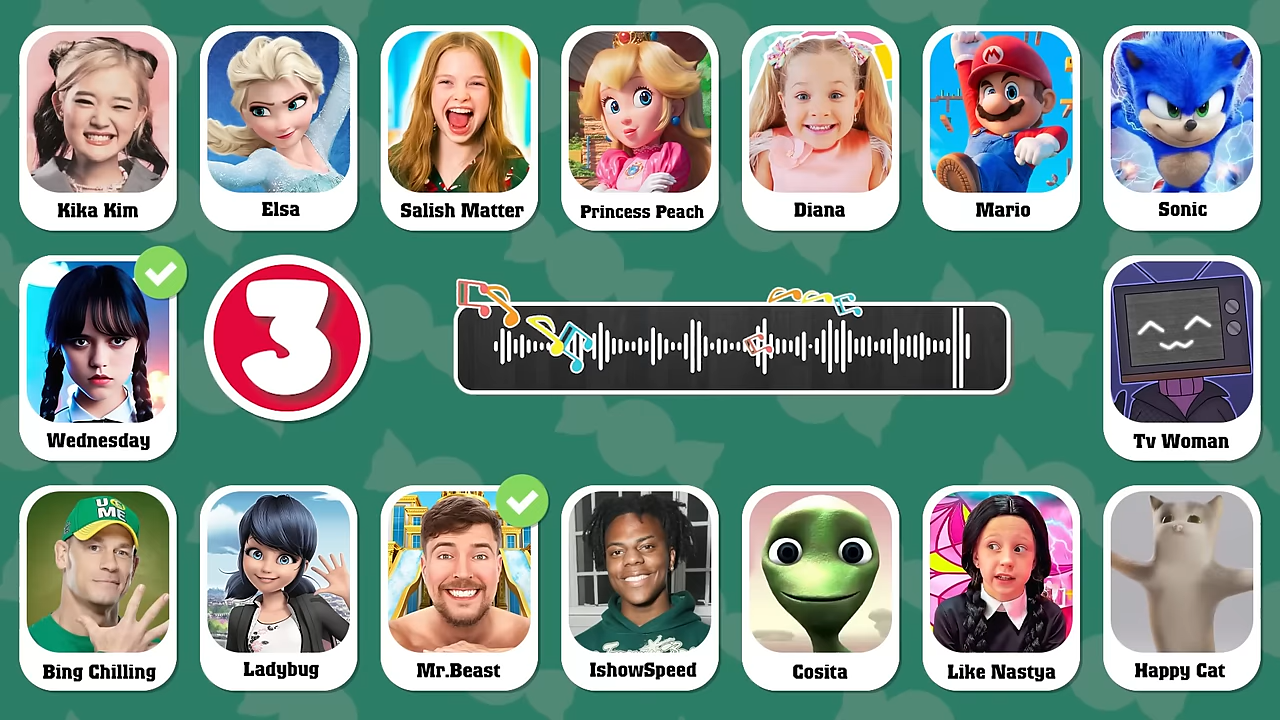 Kika Kim
Elsa
Salish Matter
Princess Peach
Diana
M
Mario
Sonic
Wednesday
3
Tv Woman
U C
ME
Bing Chilling
Ladybug
Mr.Beast
IshowSpeed
Cosita
Like Nastya
Happy Cat